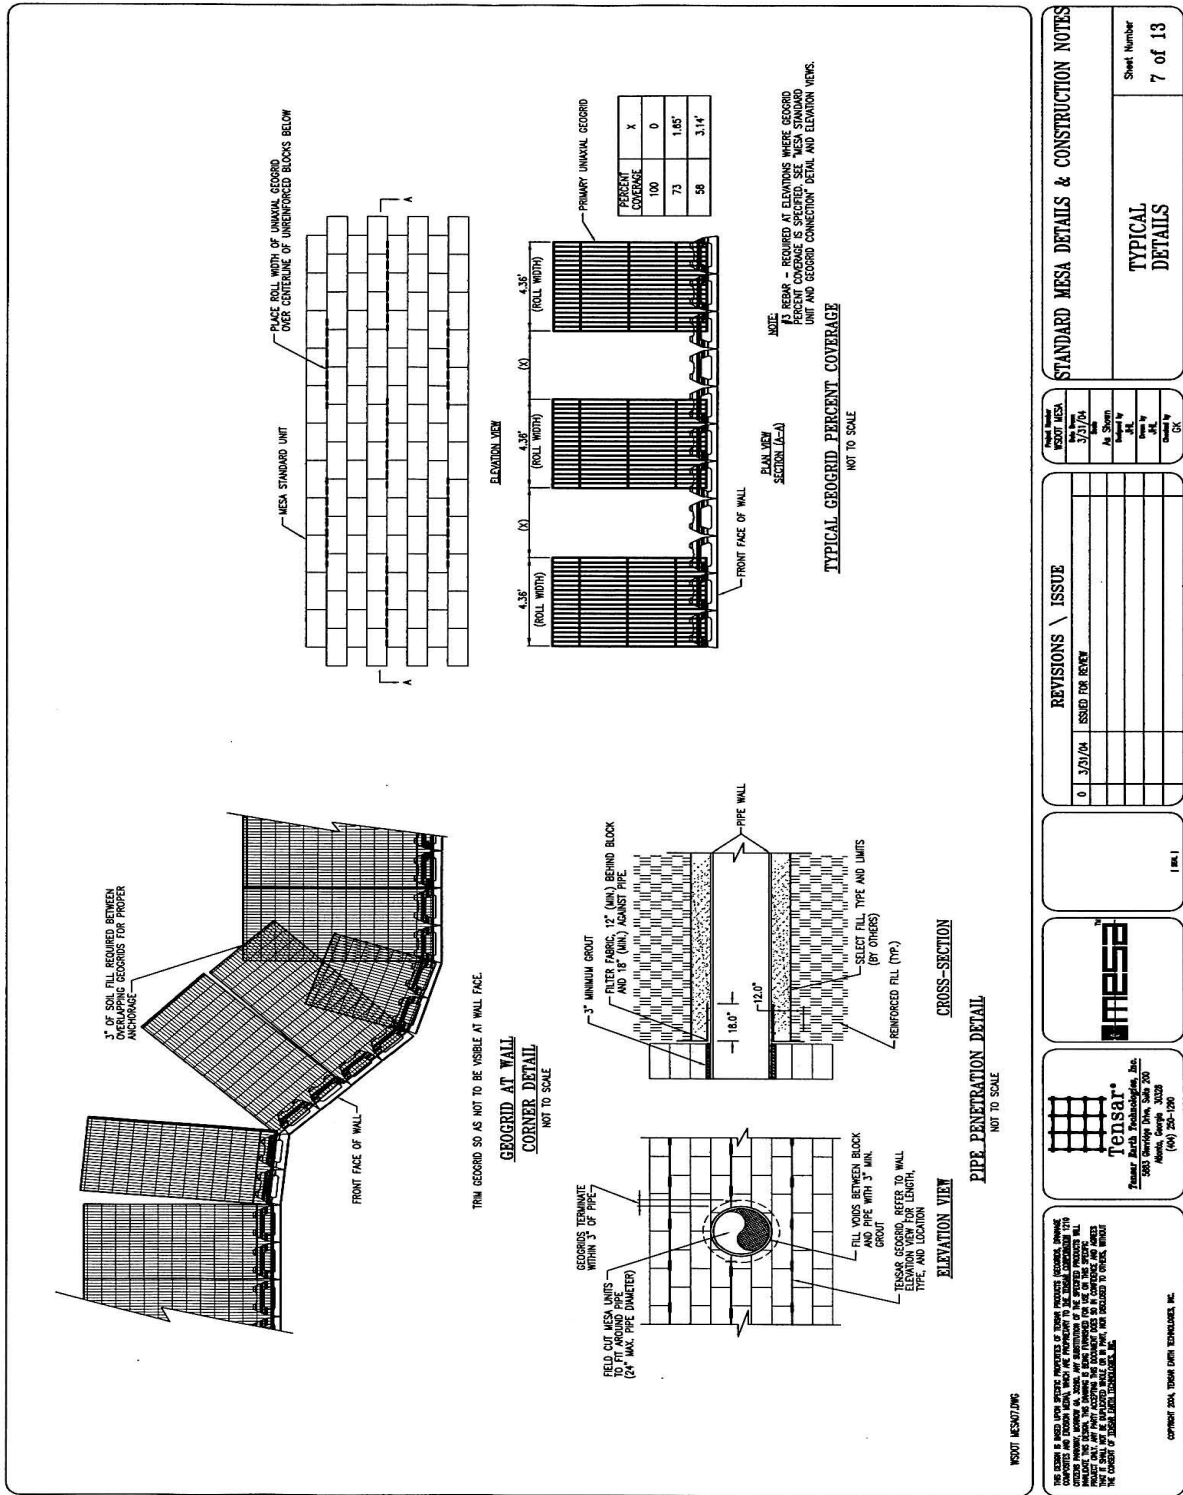 3" OF SOIL FILL REQUIRED BETWEEN
OVERLAPPING GEOGRIDS FOR PROPER
ANCHORAGE
FRONT FACE OF WALL
TRIM GEOGRID SO AS NOT TO BE VISIBLE AT WALL FACE.
GEOGRID AT WALL
CORNER DETAIL
NOT TO SCALE
MESA STANDARD UNIT
PLACE ROLL WIDTH OF UNIAXIAL GEOGRID
OVER CENTERLINE OF UNREINFORCED BLOCKS BELOW
A
A
ELEVATION VIEW
4.36'
(ROLL WIDTH)
(X)
4.36'
(ROLL WIDTH)
(X)
4.36'
(ROLL WIDTH)
PRIMARY UNIAXIAL GEOGRID
PERCENT
COVERAGE
X
100
0
73
1.65'
58
3.14'
FRONT FACE OF WALL
PLAN VIEW
SECTION (A-A)
NOTE:
#3 REBAR - REQUIRED AT ELEVATIONS WHERE GEOGRID
PERCENT COVERAGE IS SPECIFIED. SEE "MESA STANDARD
UNIT AND GEOGRID CONNECTION" DETAIL AND ELEVATION VIEWS.
TYPICAL GEOGRID PERCENT COVERAGE
NOT TO SCALE
FIELD CUT MESA UNITS
TO FIT AROUND PIPE
(24" MAX. PIPE DIAMETER)
GEOGRIDS TERMINATE
WITHIN 3" OF PIPE
FILL VOIDS BETWEEN BLOCK
AND PIPE WITH 3" MIN.
GROUT
TENSAR GEOGRID, REFER TO WALL
ELEVATION VIEW FOR LENGTH,
TYPE, AND LOCATION
ELEVATION VIEW
3" MINIMUM GROUT
FILTER FABRIC, 12" (MIN.) BEHIND BLOCK
AND 18" (MIN.) AGAINST PIPE
18.0"
12.0"
PIPE WALL
SELECT FILL, TYPE AND LIMITS
(BY OTHERS)
REINFORCED FILL (TYP.)
CROSS-SECTION
PIPE PENETRATION DETAIL
NOT TO SCALE
WSDOT MESA07.DWG
COPYRIGHT 2004, TENSAR EARTH TECHNOLOGIES, INC.
Tensar
Tensar Earth Technologies, Inc.
5883 Glenridge Drive, Suite 200
Atlanta, Georgia 30328
(404) 250-1290
mesa
TM
REVISIONS \ ISSUE
0 3/31/04 ISSUED FOR REVIEW
Project Number
WSDOT MESA
Date Drawn
3/31/04
Scale
As Shown
Designed by
JHL
Drawn by
JHL
Checked by
GK
STANDARD MESA DETAILS & CONSTRUCTION NOTES
TYPICAL
DETAILS
Sheet Number
7 of 13